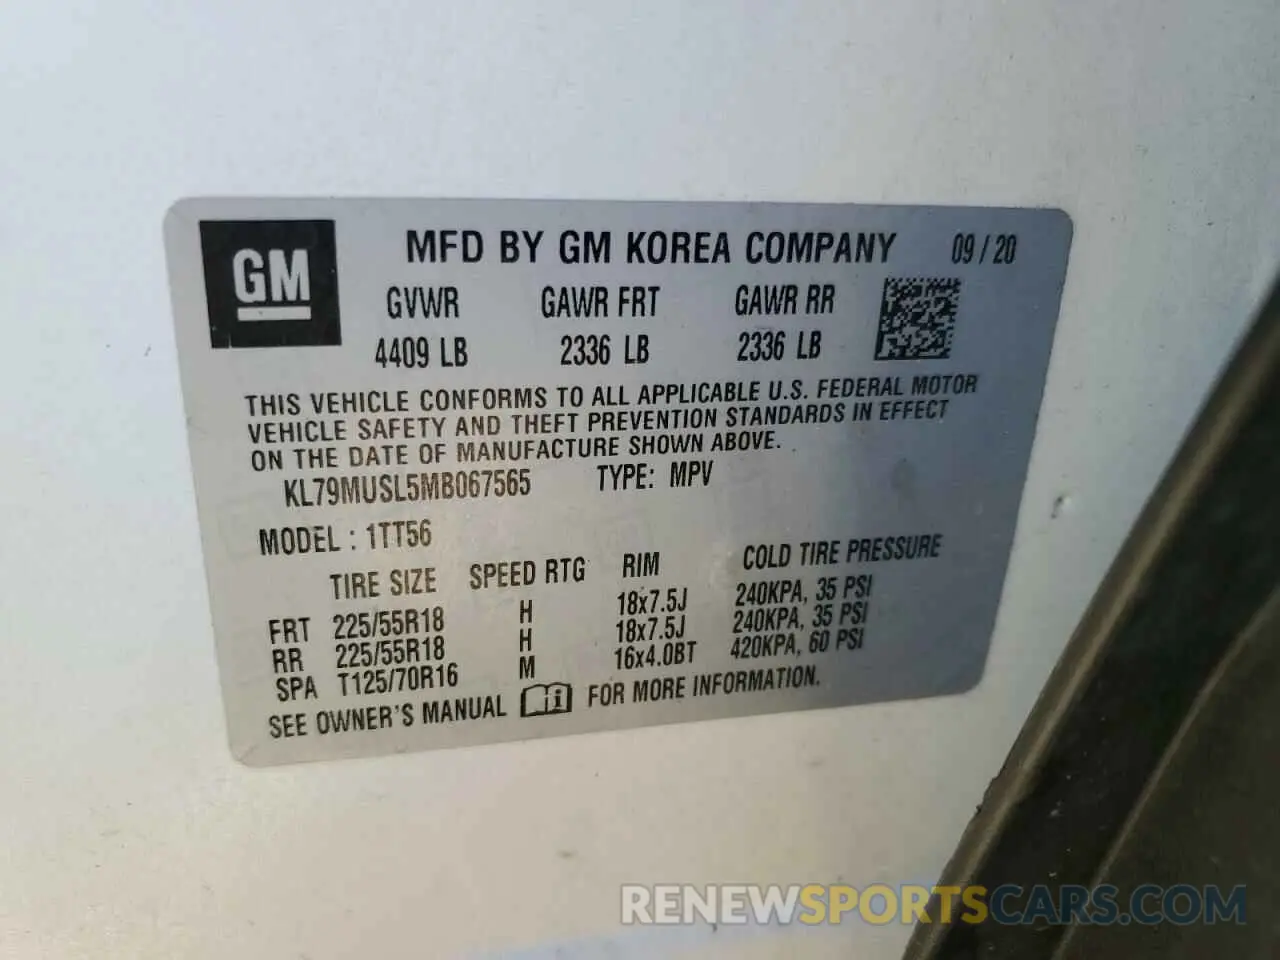 GM
MFD BY GM KOREA COMPANY 09/20
GVWR GAWR FRT GAWR RR
4409 LB 2336 LB 2336 LB
THIS VEHICLE CONFORMS TO ALL APPLICABLE U.S. FEDERAL MOTOR
VEHICLE SAFETY AND THEFT PREVENTION STANDARDS IN EFFECT
ON THE DATE OF MANUFACTURE SHOWN ABOVE.
KL79MUSL5MB067565 TYPE: MPV
MODEL : 1TT56
TIRE SIZE SPEED RTG RIM COLD TIRE PRESSURE
FRT 225/55R18 H 18x7.5J 240KPA, 35 PSI
RR 225/55R18 H 18x7.5J 240KPA, 35 PSI
SPA T125/70R16 M 16x4.0BT 420KPA, 60 PSI
SEE OWNER'S MANUAL i FOR MORE INFORMATION.
RENEWSPORTSCARS.COM